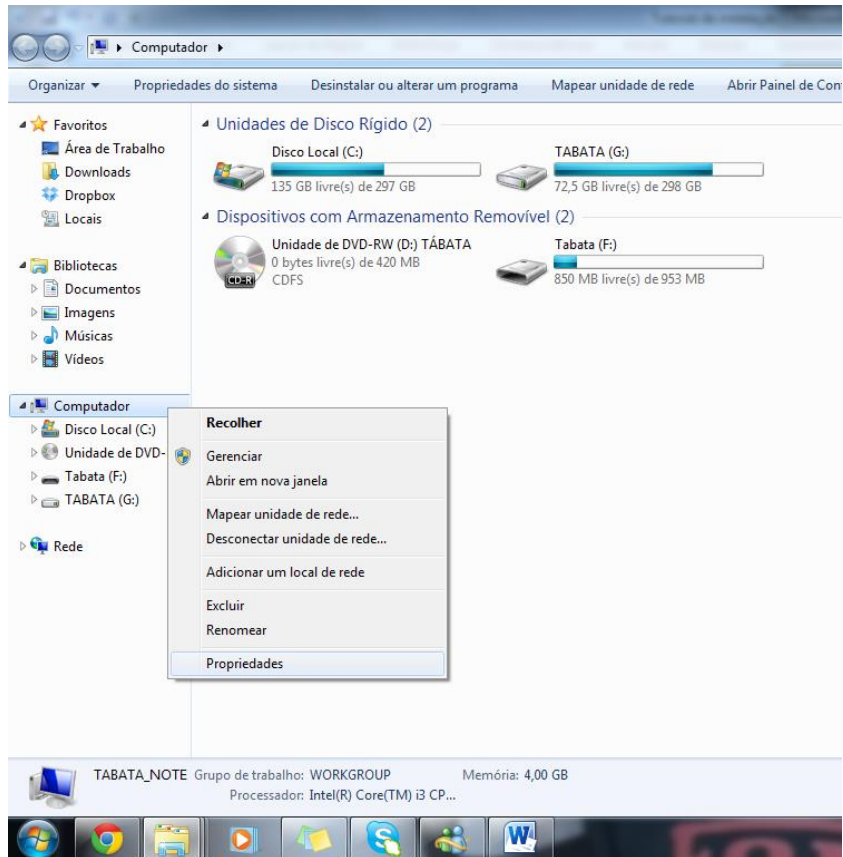 Computador
Organizar
Propriedades do sistema
Desinstalar ou alterar um programa
Mapear unidade de rede
Abrir Painel de Con
Favoritos
Área de Trabalho
Downloads
Dropbox
Locais
Bibliotecas
Documentos
Imagens
Músicas
Vídeos
Computador
Disco Local (C:)
Unidade de DVD-
Tabata (F:)
TABATA (G:)
Rede
Unidades de Disco Rígido (2)
Disco Local (C:)
135 GB livre(s) de 297 GB
TABATA (G:)
72,5 GB livre(s) de 298 GB
Dispositivos com Armazenamento Removível (2)
Unidade de DVD-RW (D:) TÁBATA
0 bytes livre(s) de 420 MB
CDFS
CD-R
Tabata (F:)
850 MB livre(s) de 953 MB
Recolher
Gerenciar
Abrir em nova janela
Mapear unidade de rede...
Desconectar unidade de rede...
Adicionar um local de rede
Excluir
Renomear
Propriedades
TABATA_NOTE Grupo de trabalho: WORKGROUP Memória: 4,00 GB
Processador: Intel(R) Core(TM) i3 CP...